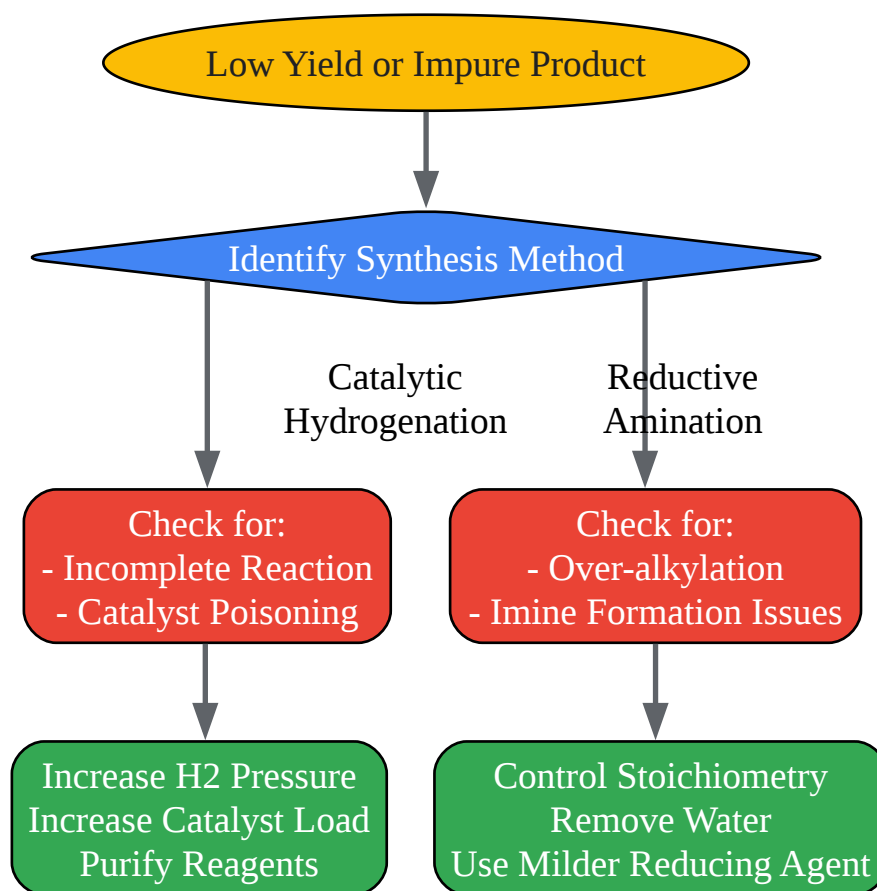 Low Yield or Impure Product
Identify Synthesis Method
Catalytic
Hydrogenation
Reductive
Amination
Check for:
- Incomplete Reaction
- Catalyst Poisoning
Check for:
- Over-alkylation
- Imine Formation Issues
Increase H2 Pressure
Increase Catalyst Load
Purify Reagents
Control Stoichiometry
Remove Water
Use Milder Reducing Agent